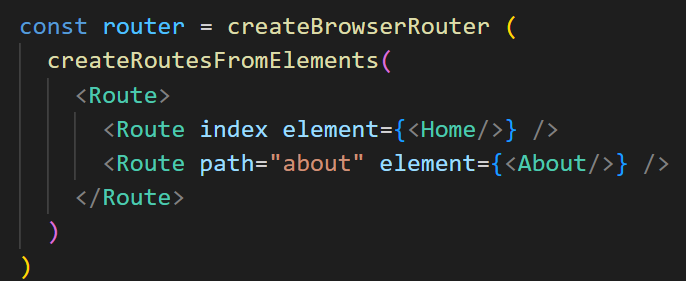 const router = createBrowserRouter (
createRoutesFromElements(
<Route>
<Route index element={<Home/>} />
<Route path="about" element={<About/>} />
</Route>
)
)